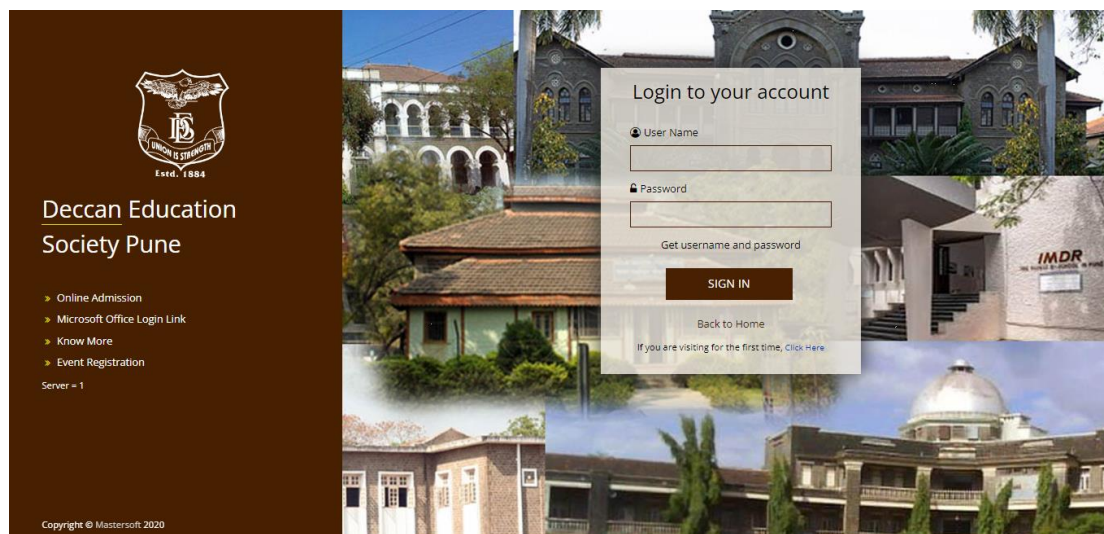 UNION IS STRENGTH
Estd. 1884
Deccan Education
Society Pune
» Online Admission
» Microsoft Office Login Link
» Know More
» Event Registration
Server = 1
Copyright © Mastersoft 2020
Login to your account
User Name
Password
Get username and password
SIGN IN
Back to Home
If you are visiting for the first time, Click Here
IMDR